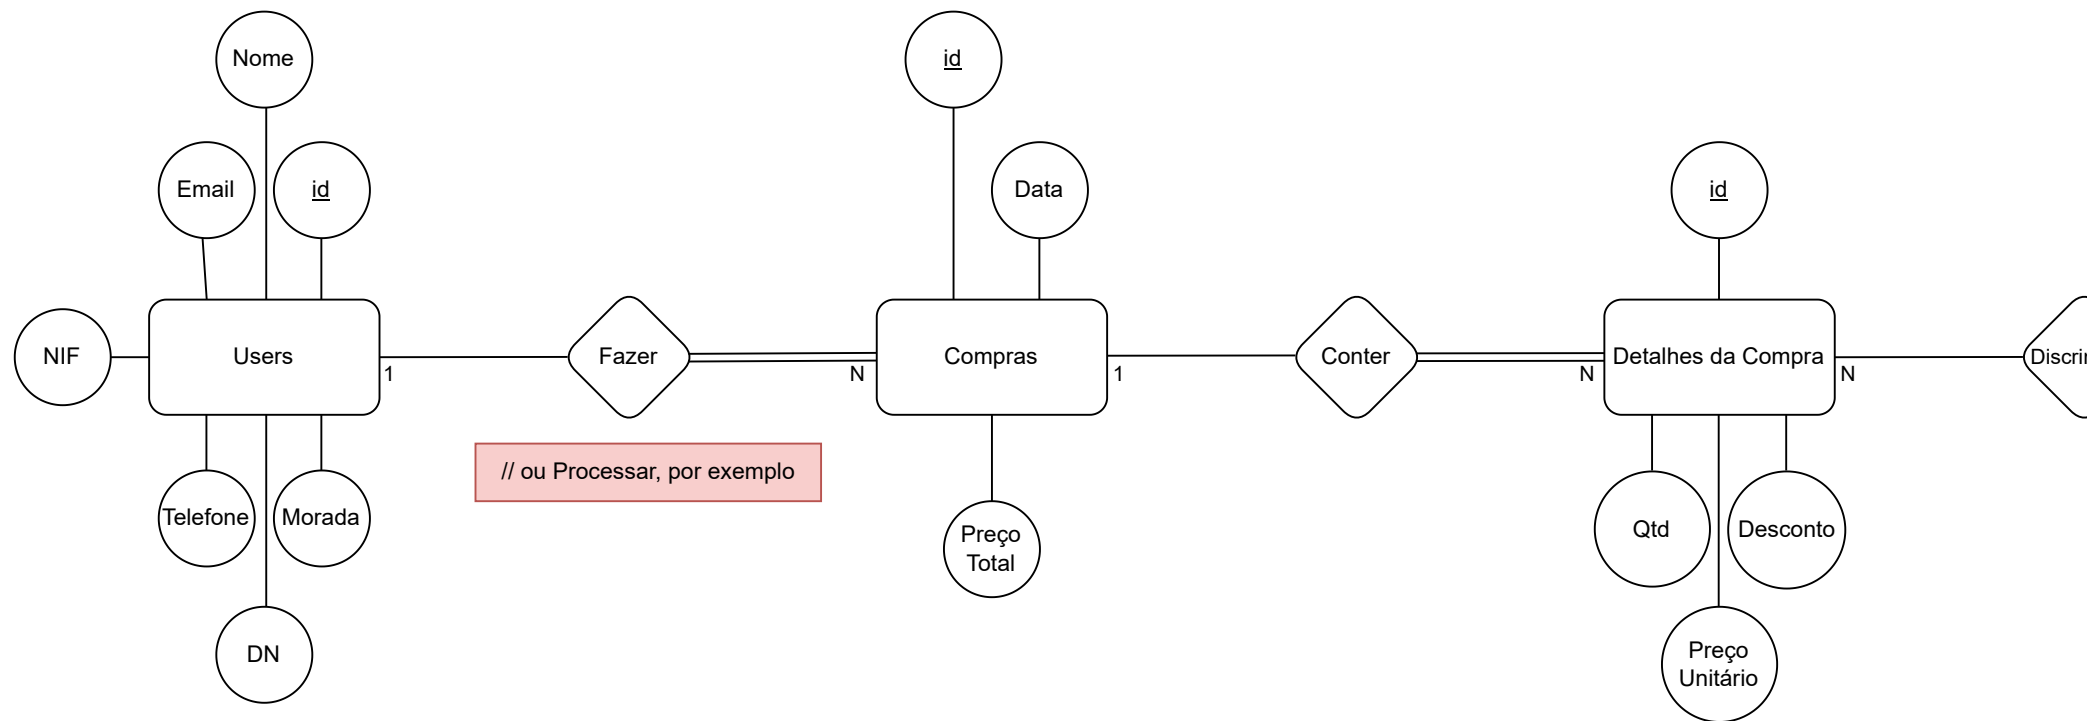 Nome
id
Email
id
Data
id
NIF
Users
1
Fazer
N
Compras
1
Conter
N
Detalhes da Compra
N
// ou Processar, por exemplo
Telefone
Morada
Preço
Total
Qtd
Desconto
DN
Preço
Unitário